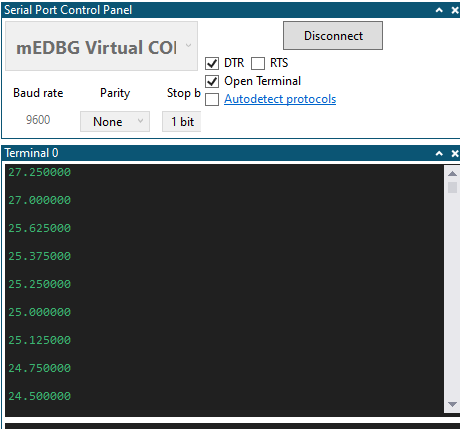 Serial Port Control Panel
mEDBG Virtual CO
Disconnect
DTR RTS
Open Terminal
Autodetect protocols
Baud rate Parity Stop b
9600 None 1 bit
Terminal 0
27.250000
27.000000
25.625000
25.375000
25.250000
25.000000
25.125000
24.750000
24.500000